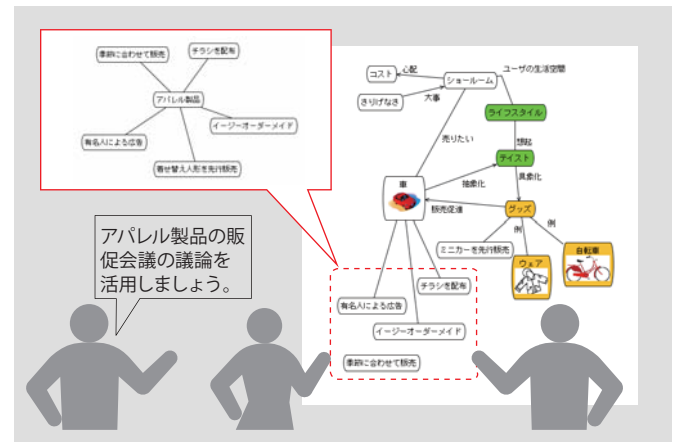 季節に合わせて販売
チラシを配布
アパレル製品
イージーオーダーメイド
有名人による広告
着せ替え人形を先行販売
コスト
心配
ショールーム
ユーザの生活空間
さりげなさ
大事
ライフスタイル
売りたい
想起
テイスト
車
抽象化
具象化
販売促進
グッズ
例
例
ミニカーを先行販売
ウェア
自転車
チラシを配布
有名人による広告
イージーオーダーメイド
季節に合わせて販売
アパレル製品の販
促会議の議論を
活用しましょう。